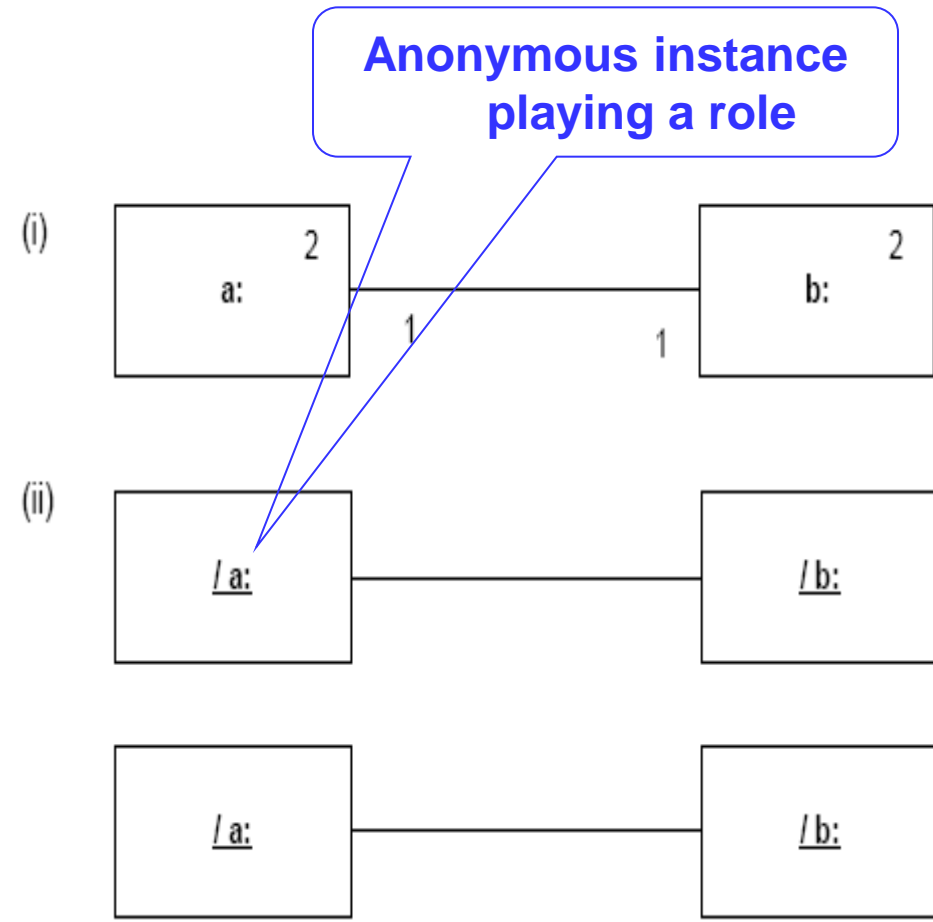 Anonymous instance
playing a role
(i)
2
2
a:
b:
1
1
(ii)
/ a:
/ b:
/ a:
/ b: